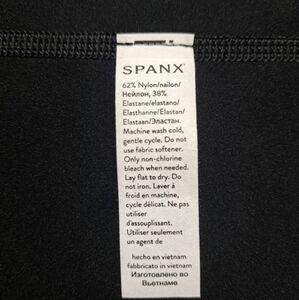 SPANX
62% Nylon/nailon/
Нейлон, 38%
Elastane/elastano/
Elasthanne/Elastan/
Elastaan/Эластан.
Machine wash cold,
gentle cycle. Do not
use fabric softener.
Only non-chlorine
bleach when needed.
Lay flat to dry. Do
not iron. Laver à
froid en machine,
cycle délicat. Ne pas
utiliser
d'assouplissant.
Utiliser seulement
un agent de
hecho en vietnam
fabbricato in vietnam
Изготовлено во
Вьетнаме